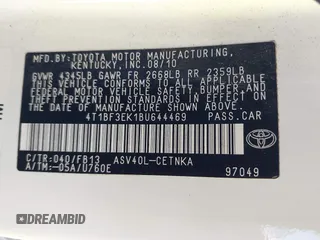 MFD.BY:TOYOTA MOTOR MANUFACTURING,
KENTUCKY, INC. 08/10
GVWR 4345LB GAWR FR 2668LB RR 2359LB
THIS VEHICLE CONFORMS TO ALL APPLICABLE
FEDERAL MOTOR VEHICLE SAFETY, BUMPER, AND
THEFT PREVENTION STANDARDS IN EFFECT ON
THE DATE OF MANUFACTURE SHOWN ABOVE.
4T1BF3EK1BU644469 PASS.CAR
C/TR:040/FB13 ASV40L-CETNKA
A/TM:-05A/U760E 97049
DREAMBID
dreambid.com